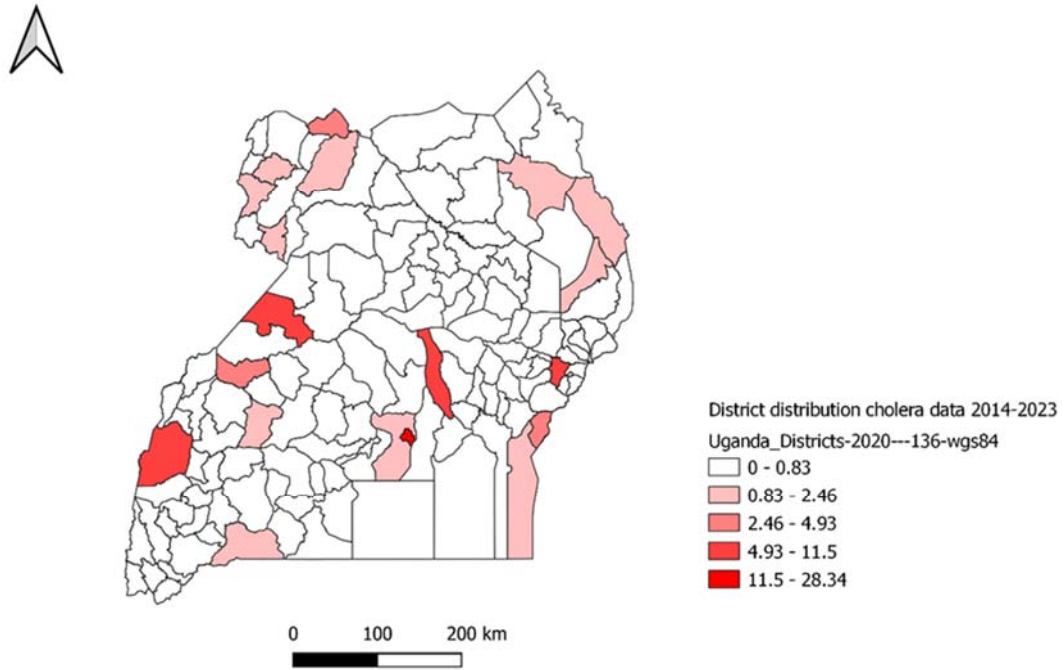 District distribution cholera data 2014-2023
Uganda_Districts-2020---136-wgs84
0 - 0.83
0.83 - 2.46
2.46 - 4.93
4.93 - 11.5
11.5 - 28.34
0 100 200 km